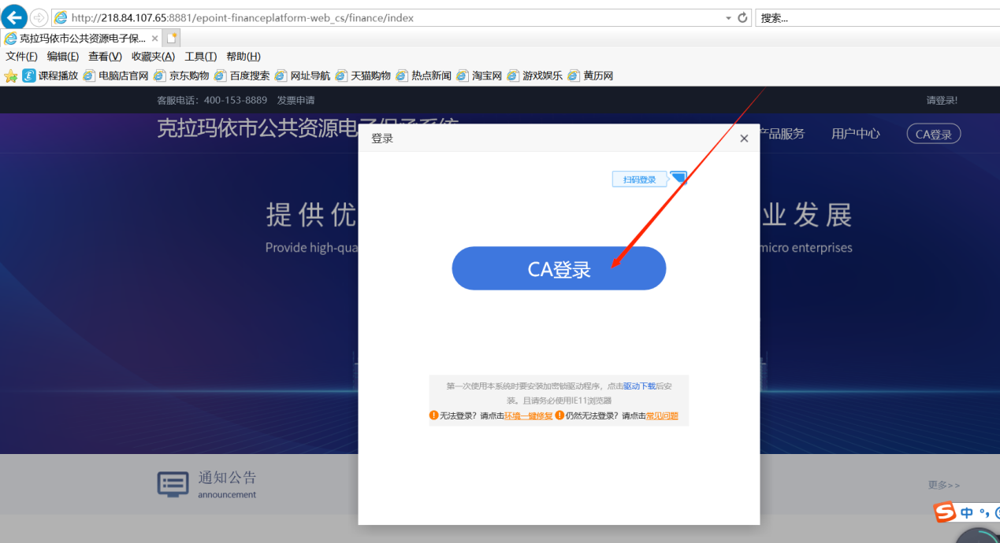 http://218.84.107.65:8881/epoint-financeplatform-web_cs/finance/index
搜索...
克拉玛依市公共资源电子保...
文件(F) 编辑(E) 查看(V) 收藏夹(A) 工具(T) 帮助(H)
课程播放 电脑店官网 京东购物 百度搜索 网址导航 天猫购物 热点新闻 淘宝网 游戏娱乐 黄历网
客服电话：400-153-8889 发票申请 请登录!
克拉玛依市公共资源电子保函系统
产品服务 用户中心 CA登录
登录
扫码登录
提供优 业发展
Provide high-qua micro enterprises
CA登录
第一次使用本系统时要安装加密锁驱动程序，点击驱动下载后安
装。且请务必使用IE11浏览器
无法登录？请点击环境一键修复 仍然无法登录？请点击常见问题
通知公告
announcement
更多>>
中